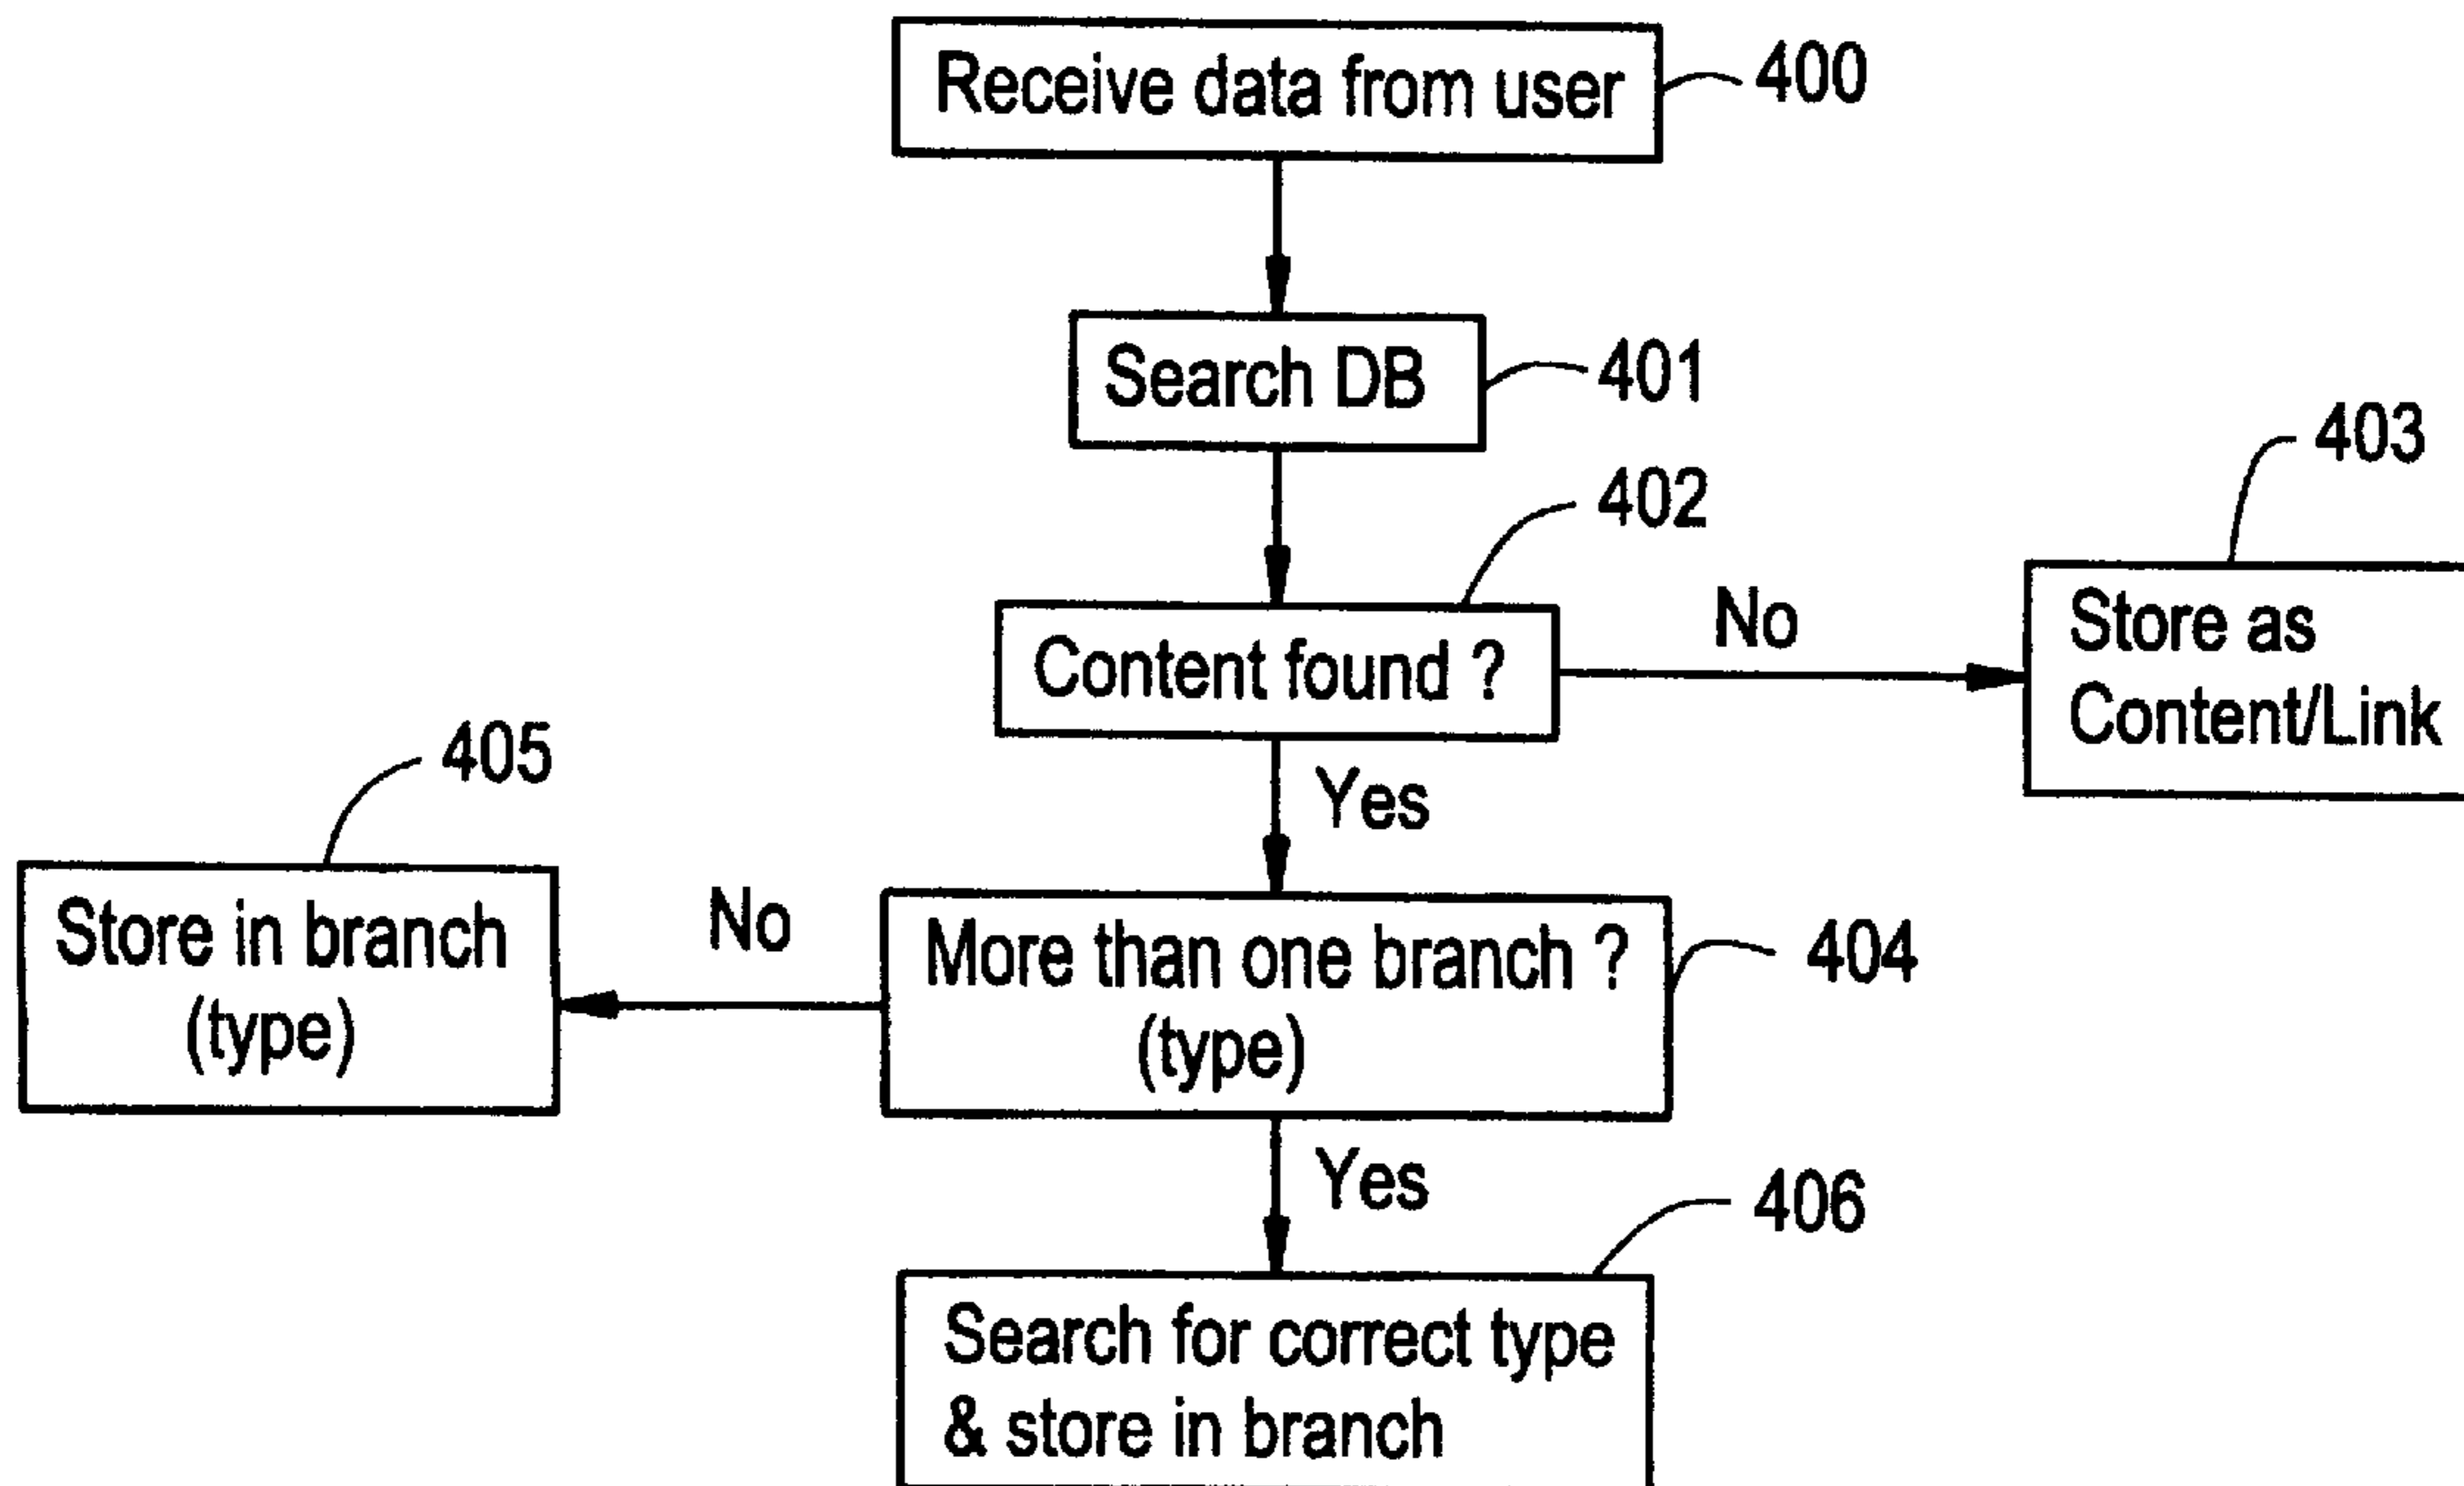 Receive data from user
400
Search DB
401
402
403
Content found ?
No
Store as
Content/Link
Yes
405
Store in branch
(type)
No
More than one branch ?
(type)
404
Yes
406
Search for correct type
& store in branch